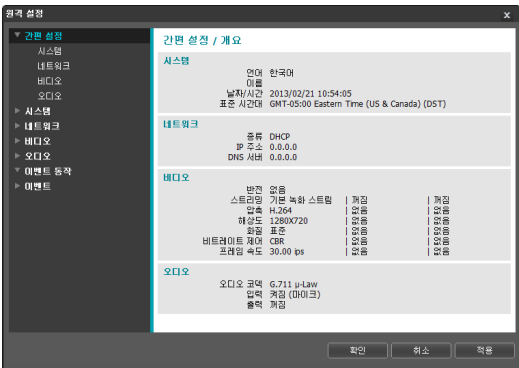 원격 설정 x
간편 설정
시스템
네트워크
비디오
오디오
시스템
네트워크
비디오
오디오
이벤트 동작
이벤트
간편 설정 / 개요
시스템
언어 한국어
이름
날짜/시간 2013/02/21 10:54:05
표준 시간대 GMT-05:00 Eastern Time (US & Canada) (DST)
네트워크
종류 DHCP
IP 주소 0.0.0.0
DNS 서버 0.0.0.0
비디오
반전 없음
스트리밍 기본 녹화 스트림 | 꺼짐 | 꺼짐
압축 H.264 | 없음 | 없음
해상도 1280X720 | 없음 | 없음
화질 표준 | 없음 | 없음
비트레이트 제어 CBR | 없음 | 없음
프레임 속도 30.00 ips | 없음 | 없음
오디오
오디오 코덱 G.711 μ-Law
입력 켜짐 (마이크)
출력 꺼짐
확인 취소 적용